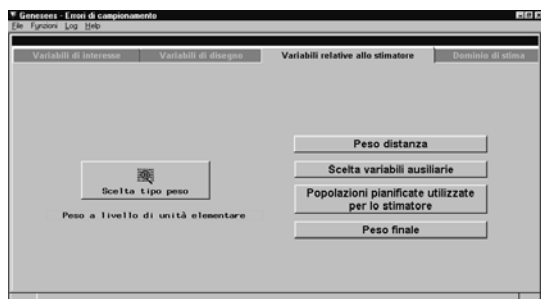 Genesees - Errori di campionamento
File Funzioni Log Help
Variabili di interesse Variabili di disegno Variabili relative allo stimatore Dominio di stima
Peso distanza
Scelta variabili ausiliarie
Scelta tipo peso
Popolazioni pianificate utilizzate
per lo stimatore
Peso a livello di unità elementare
Peso finale